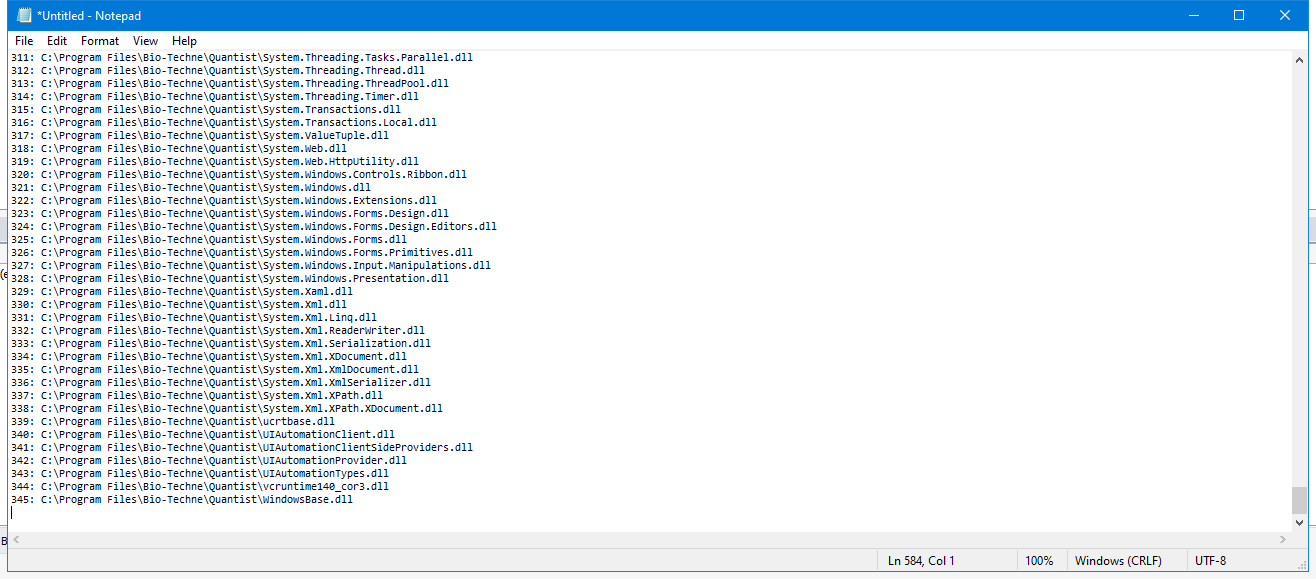 *Untitled - Notepad
File Edit Format View Help
311: C:\Program Files\Bio-Techne\Quantist\System.Threading.Tasks.Parallel.dll
312: C:\Program Files\Bio-Techne\Quantist\System.Threading.Thread.dll
313: C:\Program Files\Bio-Techne\Quantist\System.Threading.ThreadPool.dll
314: C:\Program Files\Bio-Techne\Quantist\System.Threading.Timer.dll
315: C:\Program Files\Bio-Techne\Quantist\System.Transactions.dll
316: C:\Program Files\Bio-Techne\Quantist\System.Transactions.Local.dll
317: C:\Program Files\Bio-Techne\Quantist\System.ValueTuple.dll
318: C:\Program Files\Bio-Techne\Quantist\System.Web.dll
319: C:\Program Files\Bio-Techne\Quantist\System.Web.HttpUtility.dll
320: C:\Program Files\Bio-Techne\Quantist\System.Windows.Controls.Ribbon.dll
321: C:\Program Files\Bio-Techne\Quantist\System.Windows.dll
322: C:\Program Files\Bio-Techne\Quantist\System.Windows.Extensions.dll
323: C:\Program Files\Bio-Techne\Quantist\System.Windows.Forms.Design.dll
324: C:\Program Files\Bio-Techne\Quantist\System.Windows.Forms.Design.Editors.dll
325: C:\Program Files\Bio-Techne\Quantist\System.Windows.Forms.dll
326: C:\Program Files\Bio-Techne\Quantist\System.Windows.Forms.Primitives.dll
327: C:\Program Files\Bio-Techne\Quantist\System.Windows.Input.Manipulations.dll
328: C:\Program Files\Bio-Techne\Quantist\System.Windows.Presentation.dll
329: C:\Program Files\Bio-Techne\Quantist\System.Xaml.dll
330: C:\Program Files\Bio-Techne\Quantist\System.Xml.dll
331: C:\Program Files\Bio-Techne\Quantist\System.Xml.Linq.dll
332: C:\Program Files\Bio-Techne\Quantist\System.Xml.ReaderWriter.dll
333: C:\Program Files\Bio-Techne\Quantist\System.Xml.Serialization.dll
334: C:\Program Files\Bio-Techne\Quantist\System.Xml.XDocument.dll
335: C:\Program Files\Bio-Techne\Quantist\System.Xml.XmlDocument.dll
336: C:\Program Files\Bio-Techne\Quantist\System.Xml.XmlSerializer.dll
337: C:\Program Files\Bio-Techne\Quantist\System.Xml.XPath.dll
338: C:\Program Files\Bio-Techne\Quantist\System.Xml.XPath.XDocument.dll
339: C:\Program Files\Bio-Techne\Quantist\ucrtbase.dll
340: C:\Program Files\Bio-Techne\Quantist\UIAutomationClient.dll
341: C:\Program Files\Bio-Techne\Quantist\UIAutomationClientSideProviders.dll
342: C:\Program Files\Bio-Techne\Quantist\UIAutomationProvider.dll
343: C:\Program Files\Bio-Techne\Quantist\UIAutomationTypes.dll
344: C:\Program Files\Bio-Techne\Quantist\vcruntime140_cor3.dll
345: C:\Program Files\Bio-Techne\Quantist\WindowsBase.dll
Ln 584, Col 1 100% Windows (CRLF) UTF-8